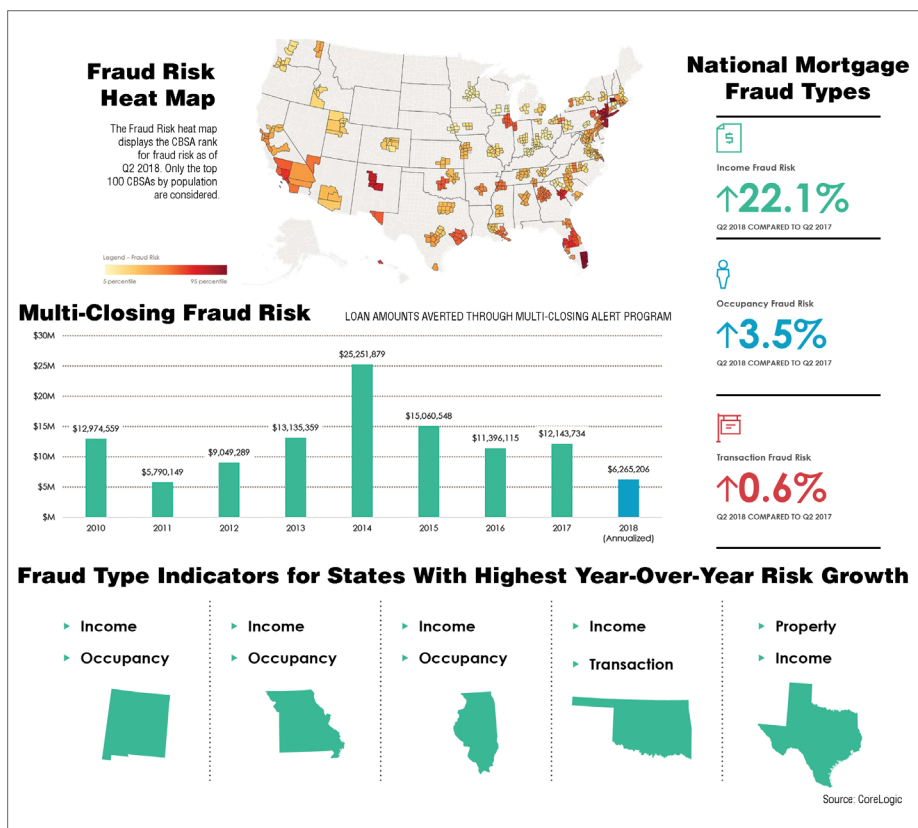 Fraud Risk
Heat Map
The Fraud Risk heat map
displays the CBSA rank
for fraud risk as of
Q2 2018. Only the top
100 CBSAs by population
are considered.
Legend – Fraud Risk
5 percentile
95 percentile
National Mortgage
Fraud Types
$
Income Fraud Risk
↑22.1%
Q2 2018 COMPARED TO Q2 2017
Occupancy Fraud Risk
↑3.5%
Q2 2018 COMPARED TO Q2 2017
Transaction Fraud Risk
↑0.6%
Q2 2018 COMPARED TO Q2 2017
Multi-Closing Fraud Risk
LOAN AMOUNTS AVERTED THROUGH MULTI-CLOSING ALERT PROGRAM
$30M
$25M
$20M
$15M
$10M
$5M
$M
$12,974,559
$5,790,149
$9,049,289
$13,135,359
$25,251,879
$15,060,548
$11,396,115
$12,143,734
$6,265,206
2010
2011
2012
2013
2014
2015
2016
2017
2018
(Annualized)
Fraud Type Indicators for States With Highest Year-Over-Year Risk Growth
Income
Occupancy
Income
Occupancy
Income
Occupancy
Income
Transaction
Property
Income
Source: CoreLogic